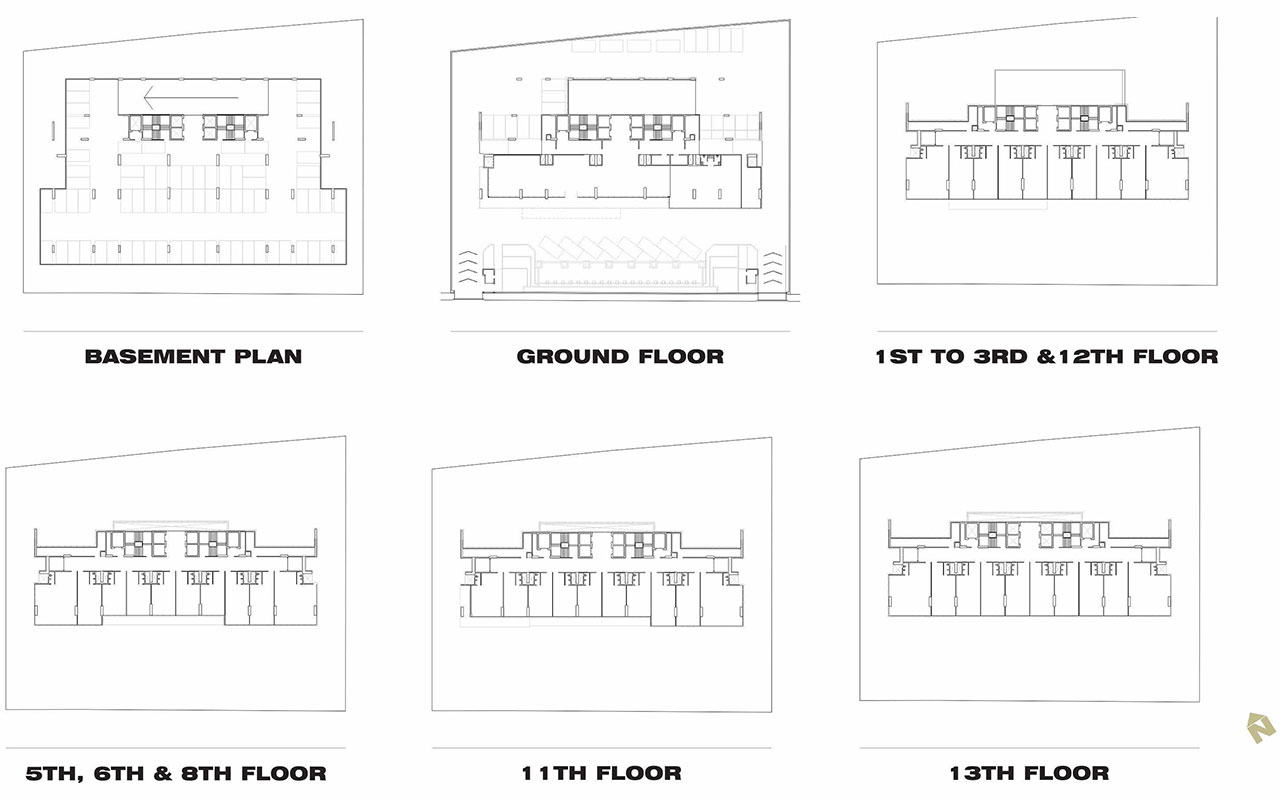 BASEMENT PLAN
GROUND FLOOR
1ST TO 3RD &12TH FLOOR
5TH, 6TH & 8TH FLOOR
11TH FLOOR
13TH FLOOR
N